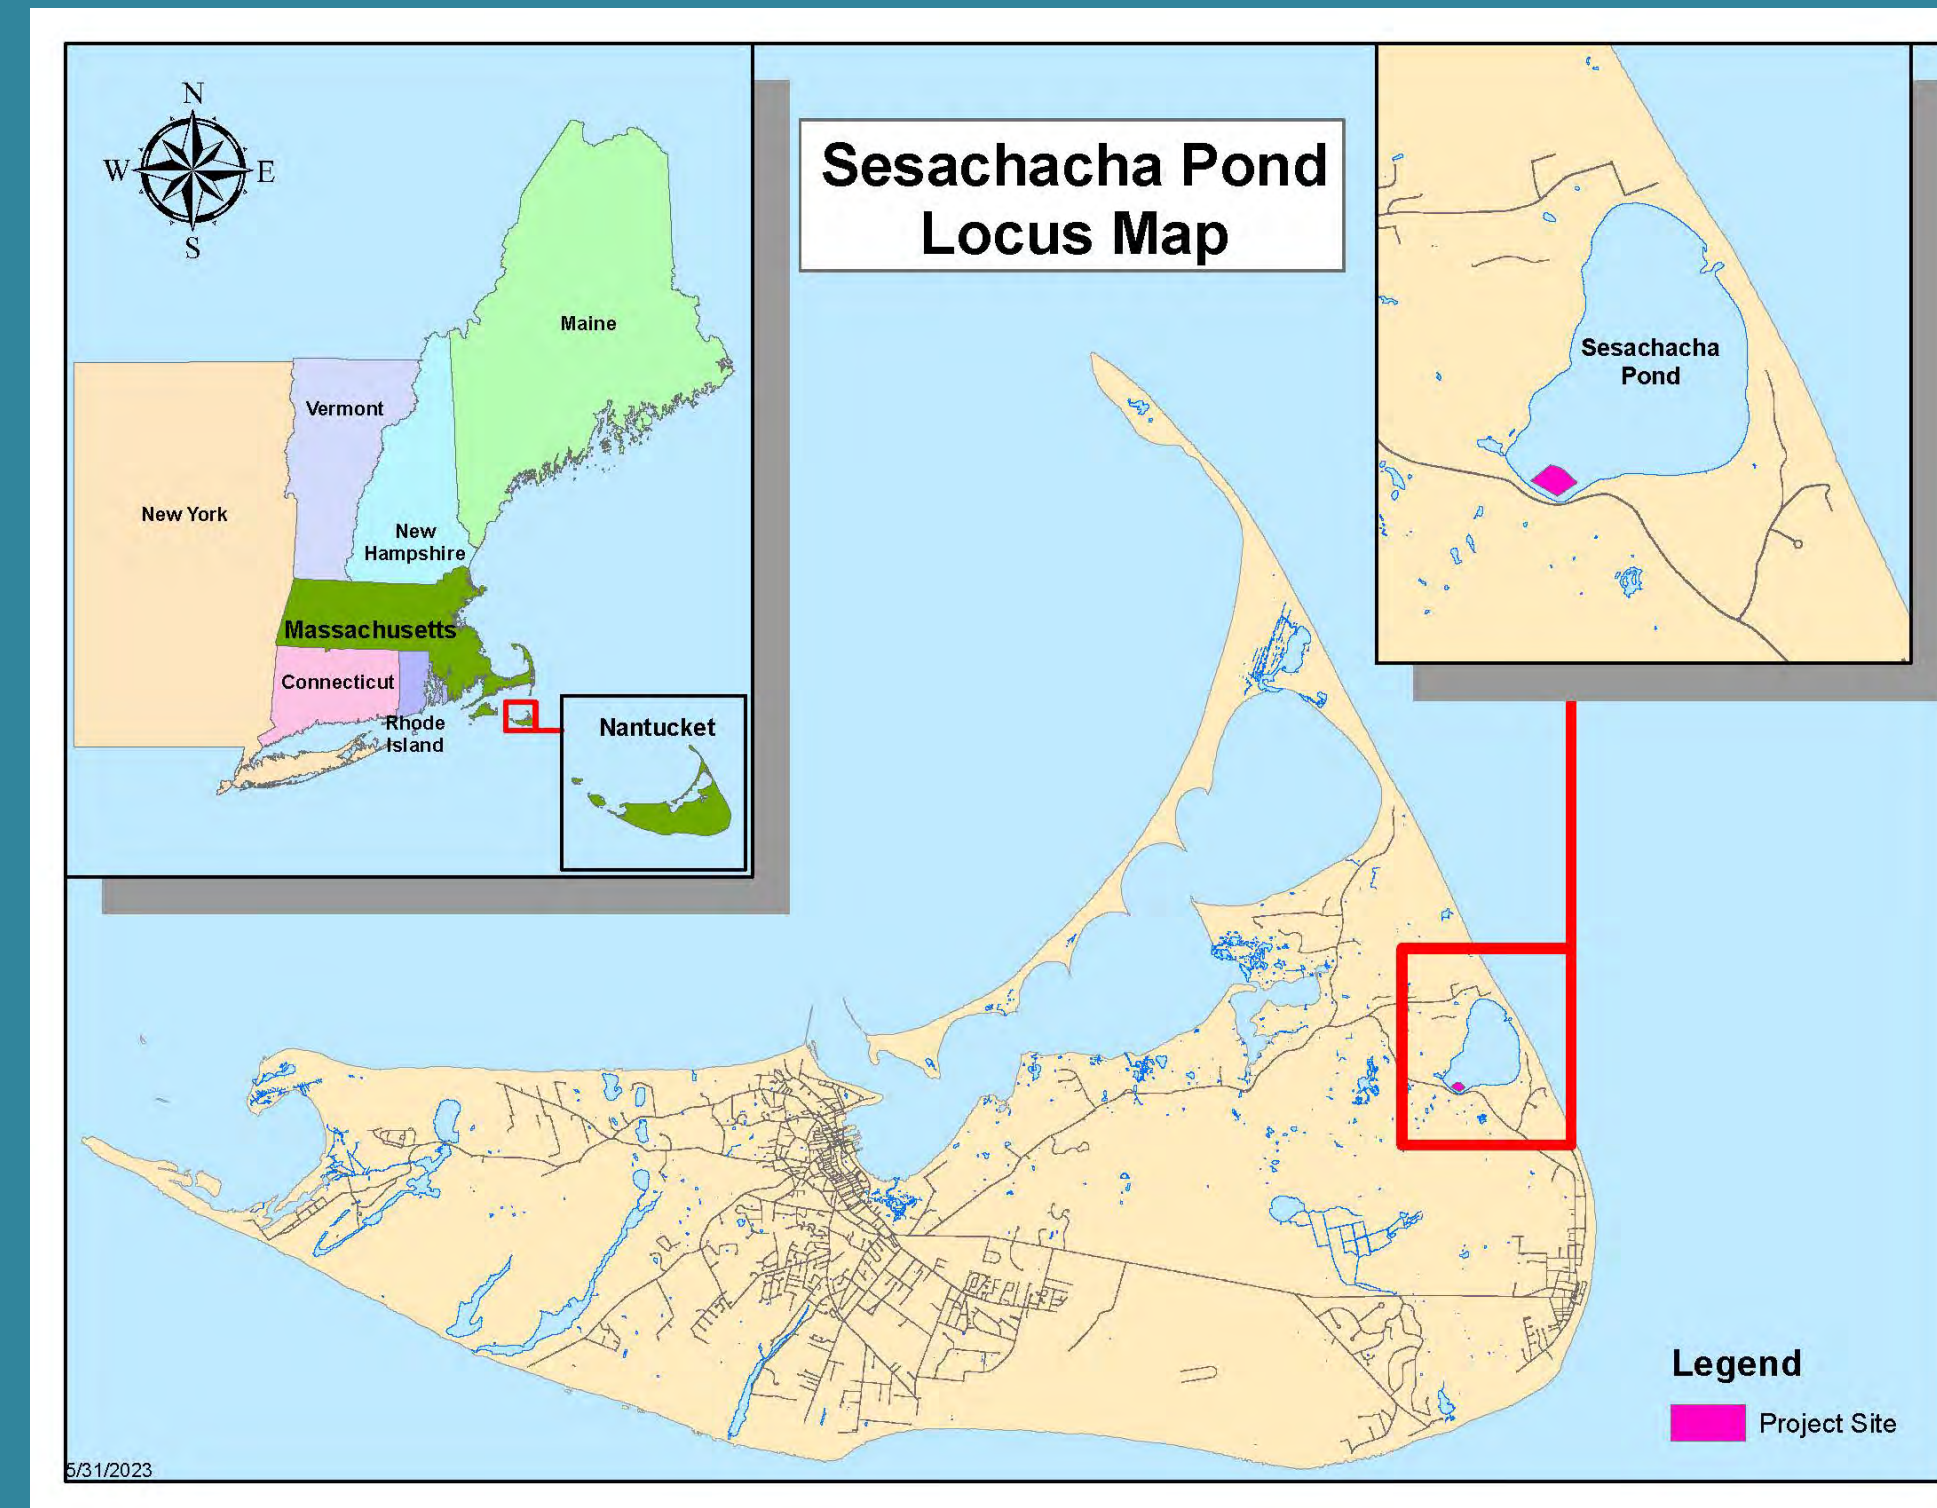 Sesachacha Pond
Locus Map
N
W
E
S
Maine
Vermont
New York
New
Hampshire
Massachusetts
Connecticut
Rhode
Island
Nantucket
Sesachacha
Pond
Legend
Project Site
5/31/2023